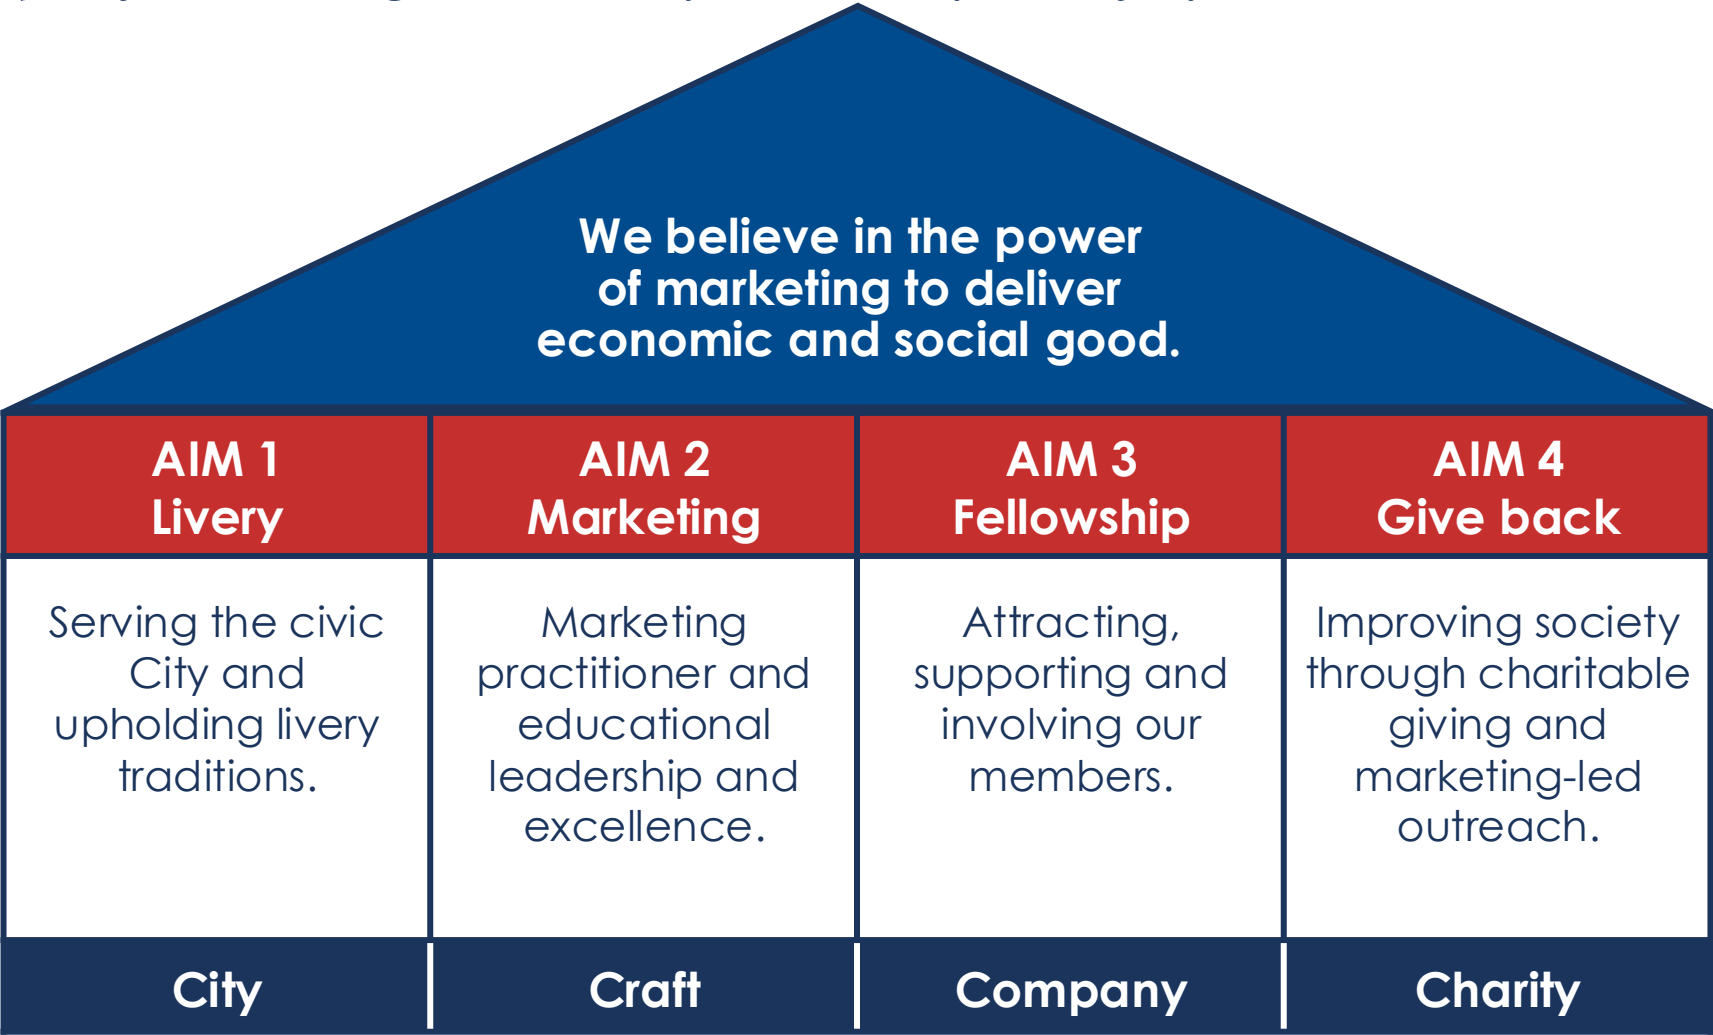 We believe in the power
of marketing to deliver
economic and social good.
AIM 1
Livery
AIM 2
Marketing
AIM 3
Fellowship
AIM 4
Give back
Serving the civic
City and
upholding livery
traditions.
Marketing
practitioner and
educational
leadership and
excellence.
Attracting,
supporting and
involving our
members.
Improving society
through charitable
giving and
marketing-led
outreach.
City
Craft
Company
Charity